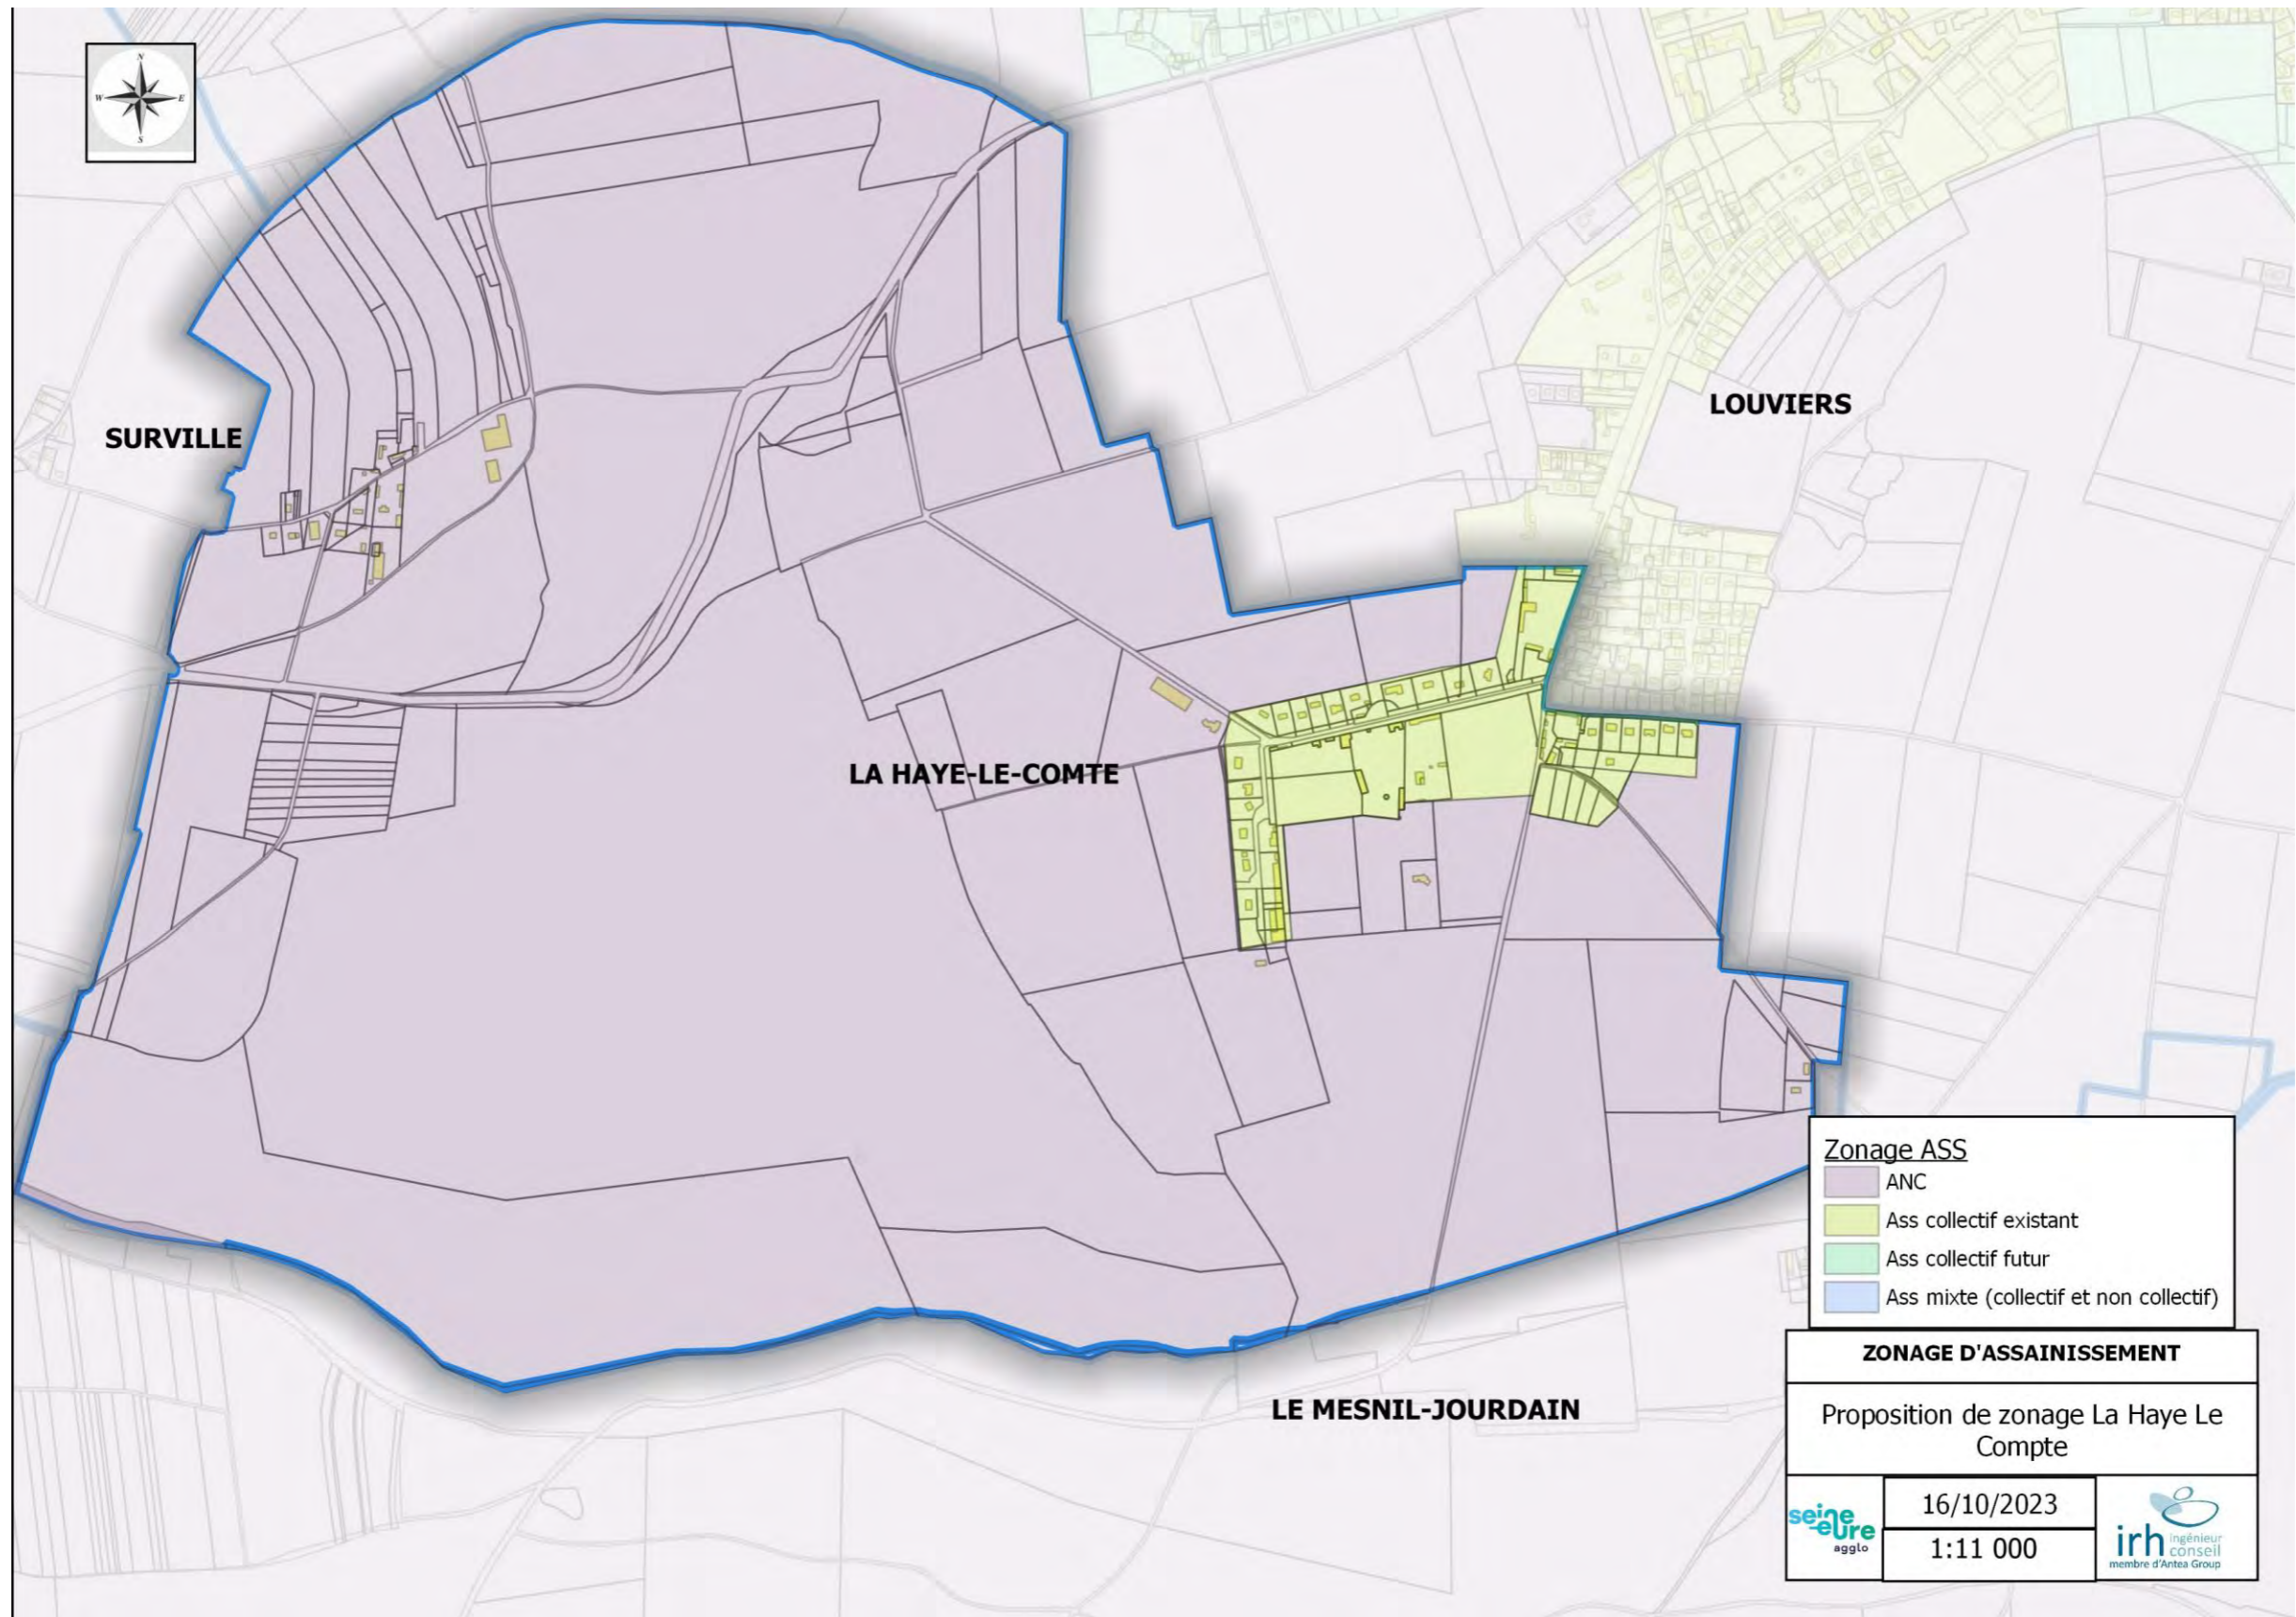 N
W E
S
SURVILLE
LOUVIERS
LA HAYE-LE-COMTE
LE MESNIL-JOURDAIN
Zonage ASS
ANC
Ass collectif existant
Ass collectif futur
Ass mixte (collectif et non collectif)
ZONAGE D'ASSAINISSEMENT
Proposition de zonage La Haye Le
Compte
seine
eure
agglo
16/10/2023
1:11 000
irh ingénieur
conseil
membre d'Antea Group